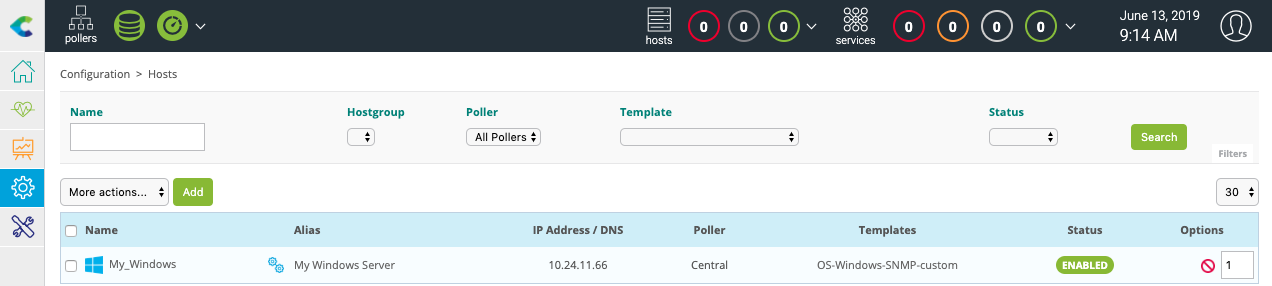 pollers
hosts 0 0 0
services 0 0 0 0
June 13, 2019
9:14 AM
Configuration > Hosts
Name Hostgroup Poller Template Status
All Pollers
Search
Filters
More actions... Add 30
Name Alias IP Address / DNS Poller Templates Status Options
My_Windows My Windows Server 10.24.11.66 Central OS-Windows-SNMP-custom ENABLED 1